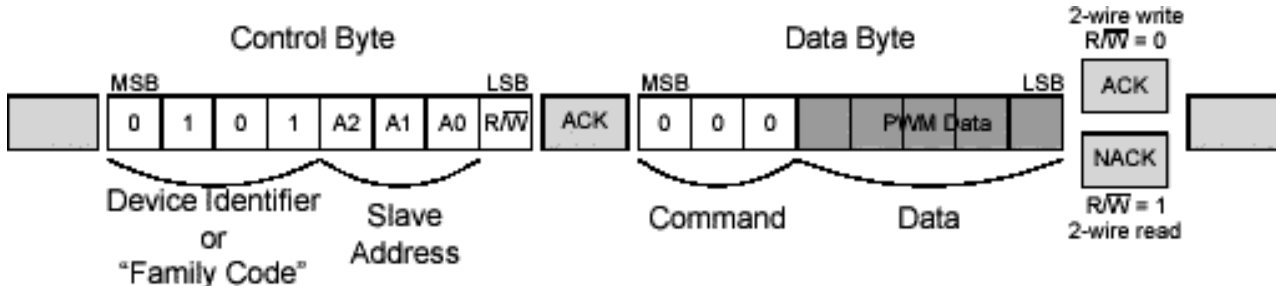 2-wire write
Control Byte Data Byte R/W̅ = 0
MSB LSB MSB LSB ACK
0 1 0 1 A2 A1 A0 R/W̅ ACK 0 0 0 PWM Data
NACK
Device Identifier
or
“Family Code”
Slave
Address
Command Data
R/W̅ = 1
2-wire read